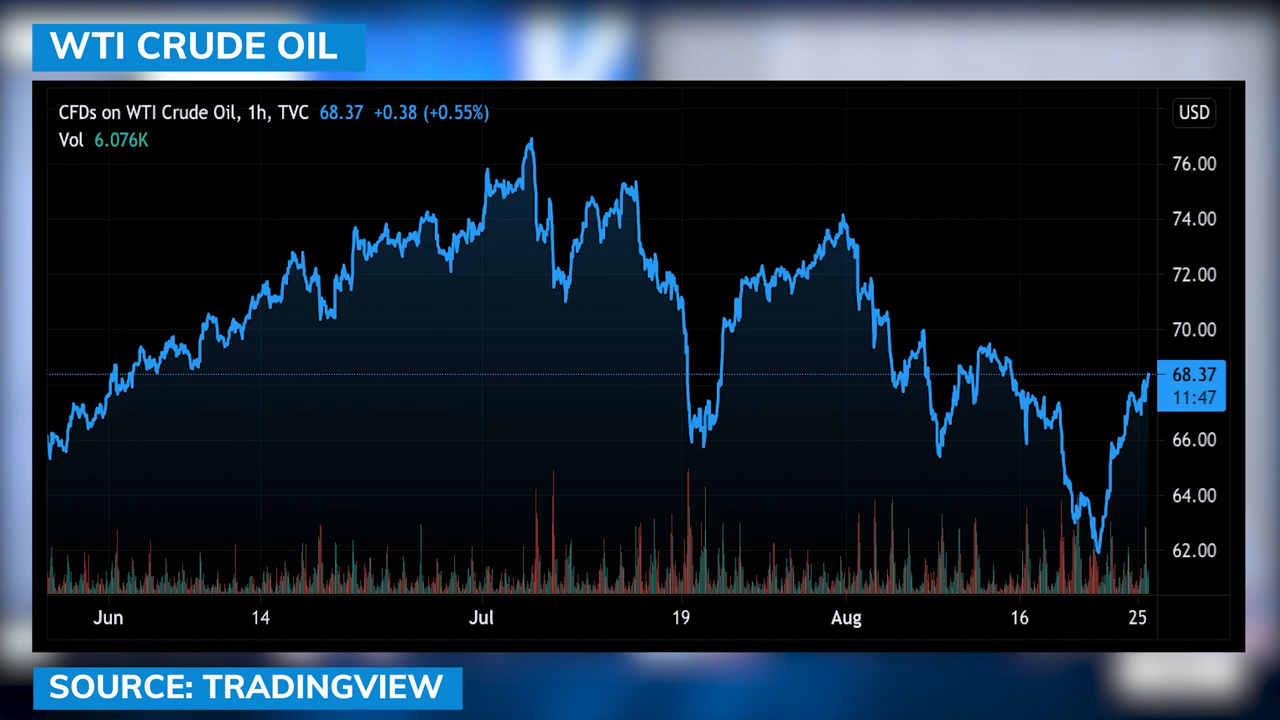 WTI CRUDE OIL
CFDs on WTI Crude Oil, 1h, TVC 68.37 +0.38 (+0.55%)
USD
Vol 6.076K
76.00
74.00
72.00
70.00
68.37
11:47
66.00
64.00
62.00
Jun 14 Jul 19 Aug 16 25
SOURCE: TRADINGVIEW